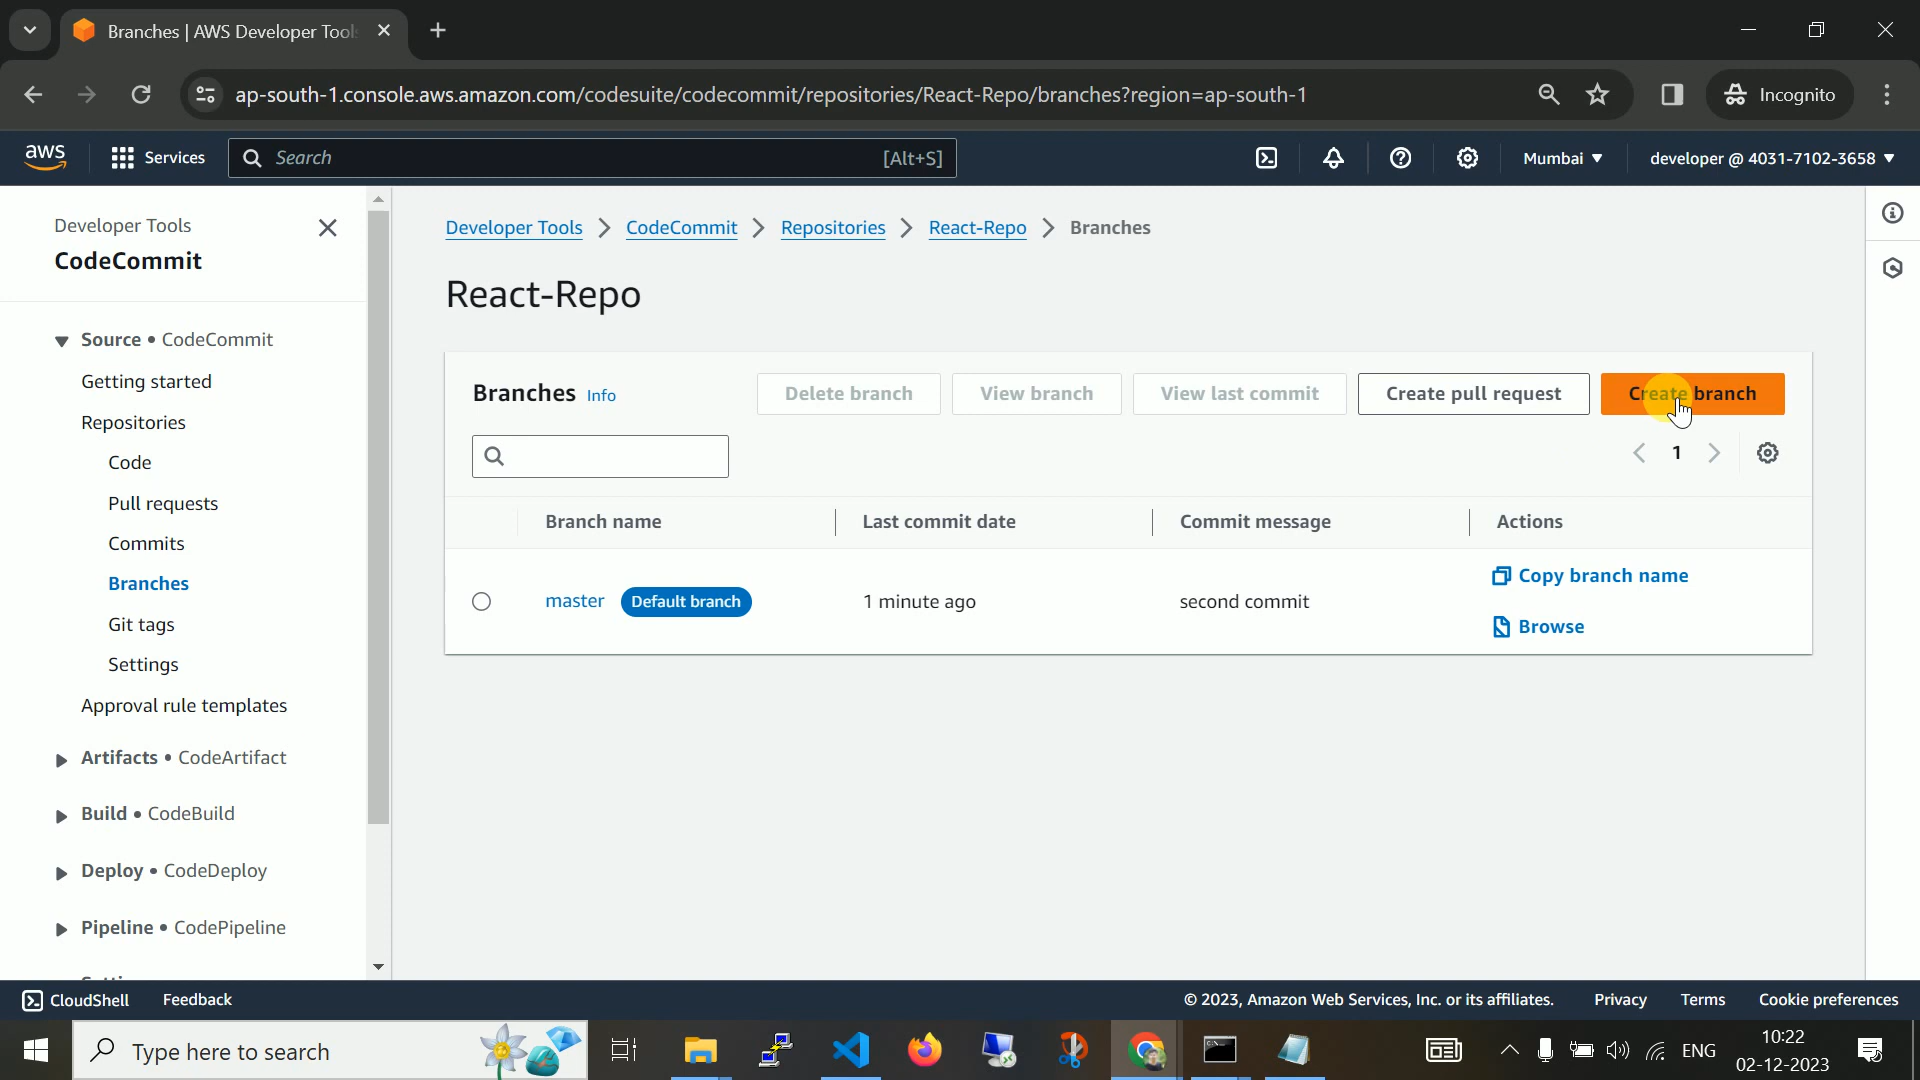 Branches | AWS Developer Tool
ap-south-1.console.aws.amazon.com/codesuite/codecommit/repositories/React-Repo/branches?region=ap-south-1
Incognito
aws
Services
Search
[Alt+S]
Mumbai
developer @ 4031-7102-3658
Developer Tools
CodeCommit
Source • CodeCommit
Getting started
Repositories
Code
Pull requests
Commits
Branches
Git tags
Settings
Approval rule templates
Artifacts • CodeArtifact
Build • CodeBuild
Deploy • CodeDeploy
Pipeline • CodePipeline
Developer Tools
CodeCommit
Repositories
React-Repo
Branches
React-Repo
Branches Info
Delete branch
View branch
View last commit
Create pull request
Create branch
1
Branch name
Last commit date
Commit message
Actions
master
Default branch
1 minute ago
second commit
Copy branch name
Browse
CloudShell
Feedback
© 2023, Amazon Web Services, Inc. or its affiliates.
Privacy
Terms
Cookie preferences
Type here to search
ENG
10:22
02-12-2023